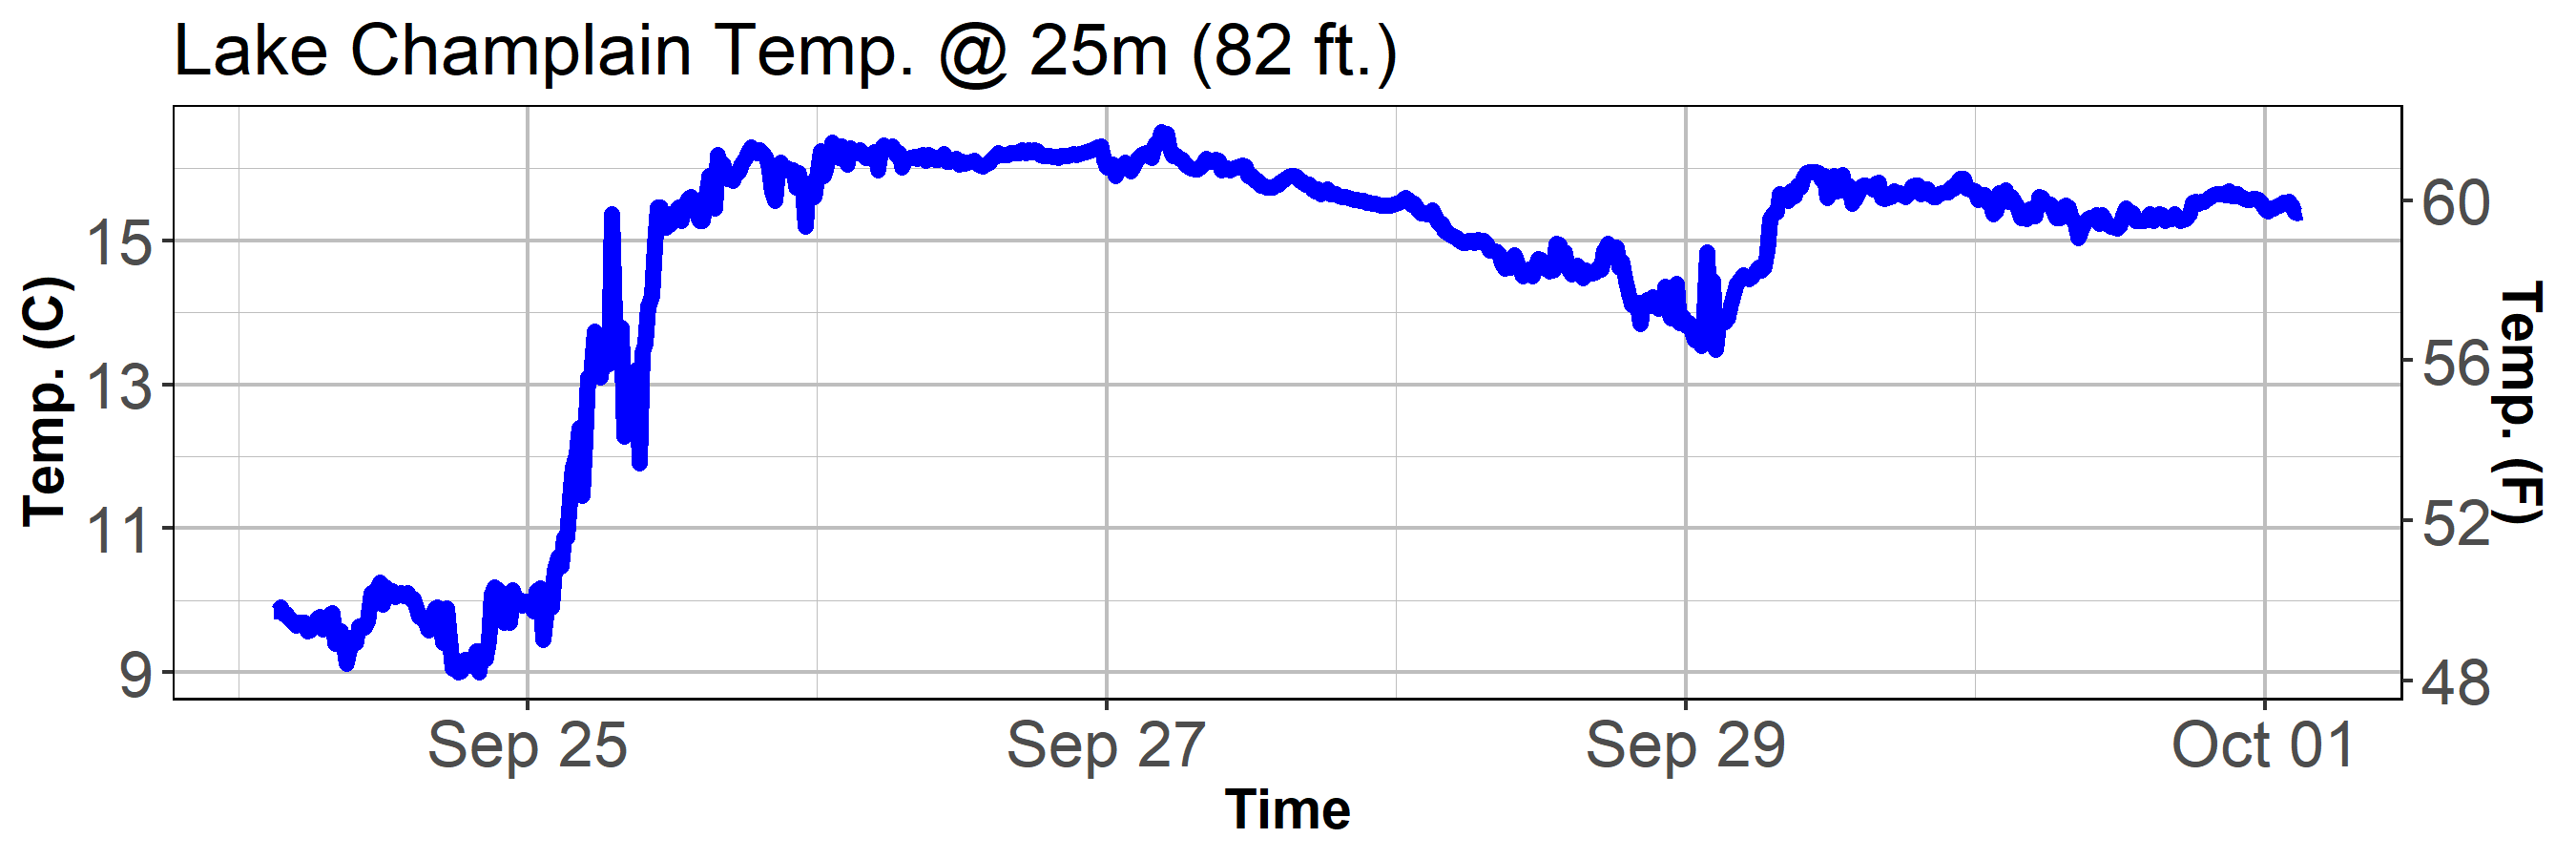 Lake Champlain Temp. @ 25m (82 ft.)
Temp. (C)
15
13
11
9
60
56
52
48
Temp. (F)
Sep 25 Sep 27 Sep 29 Oct 01
Time